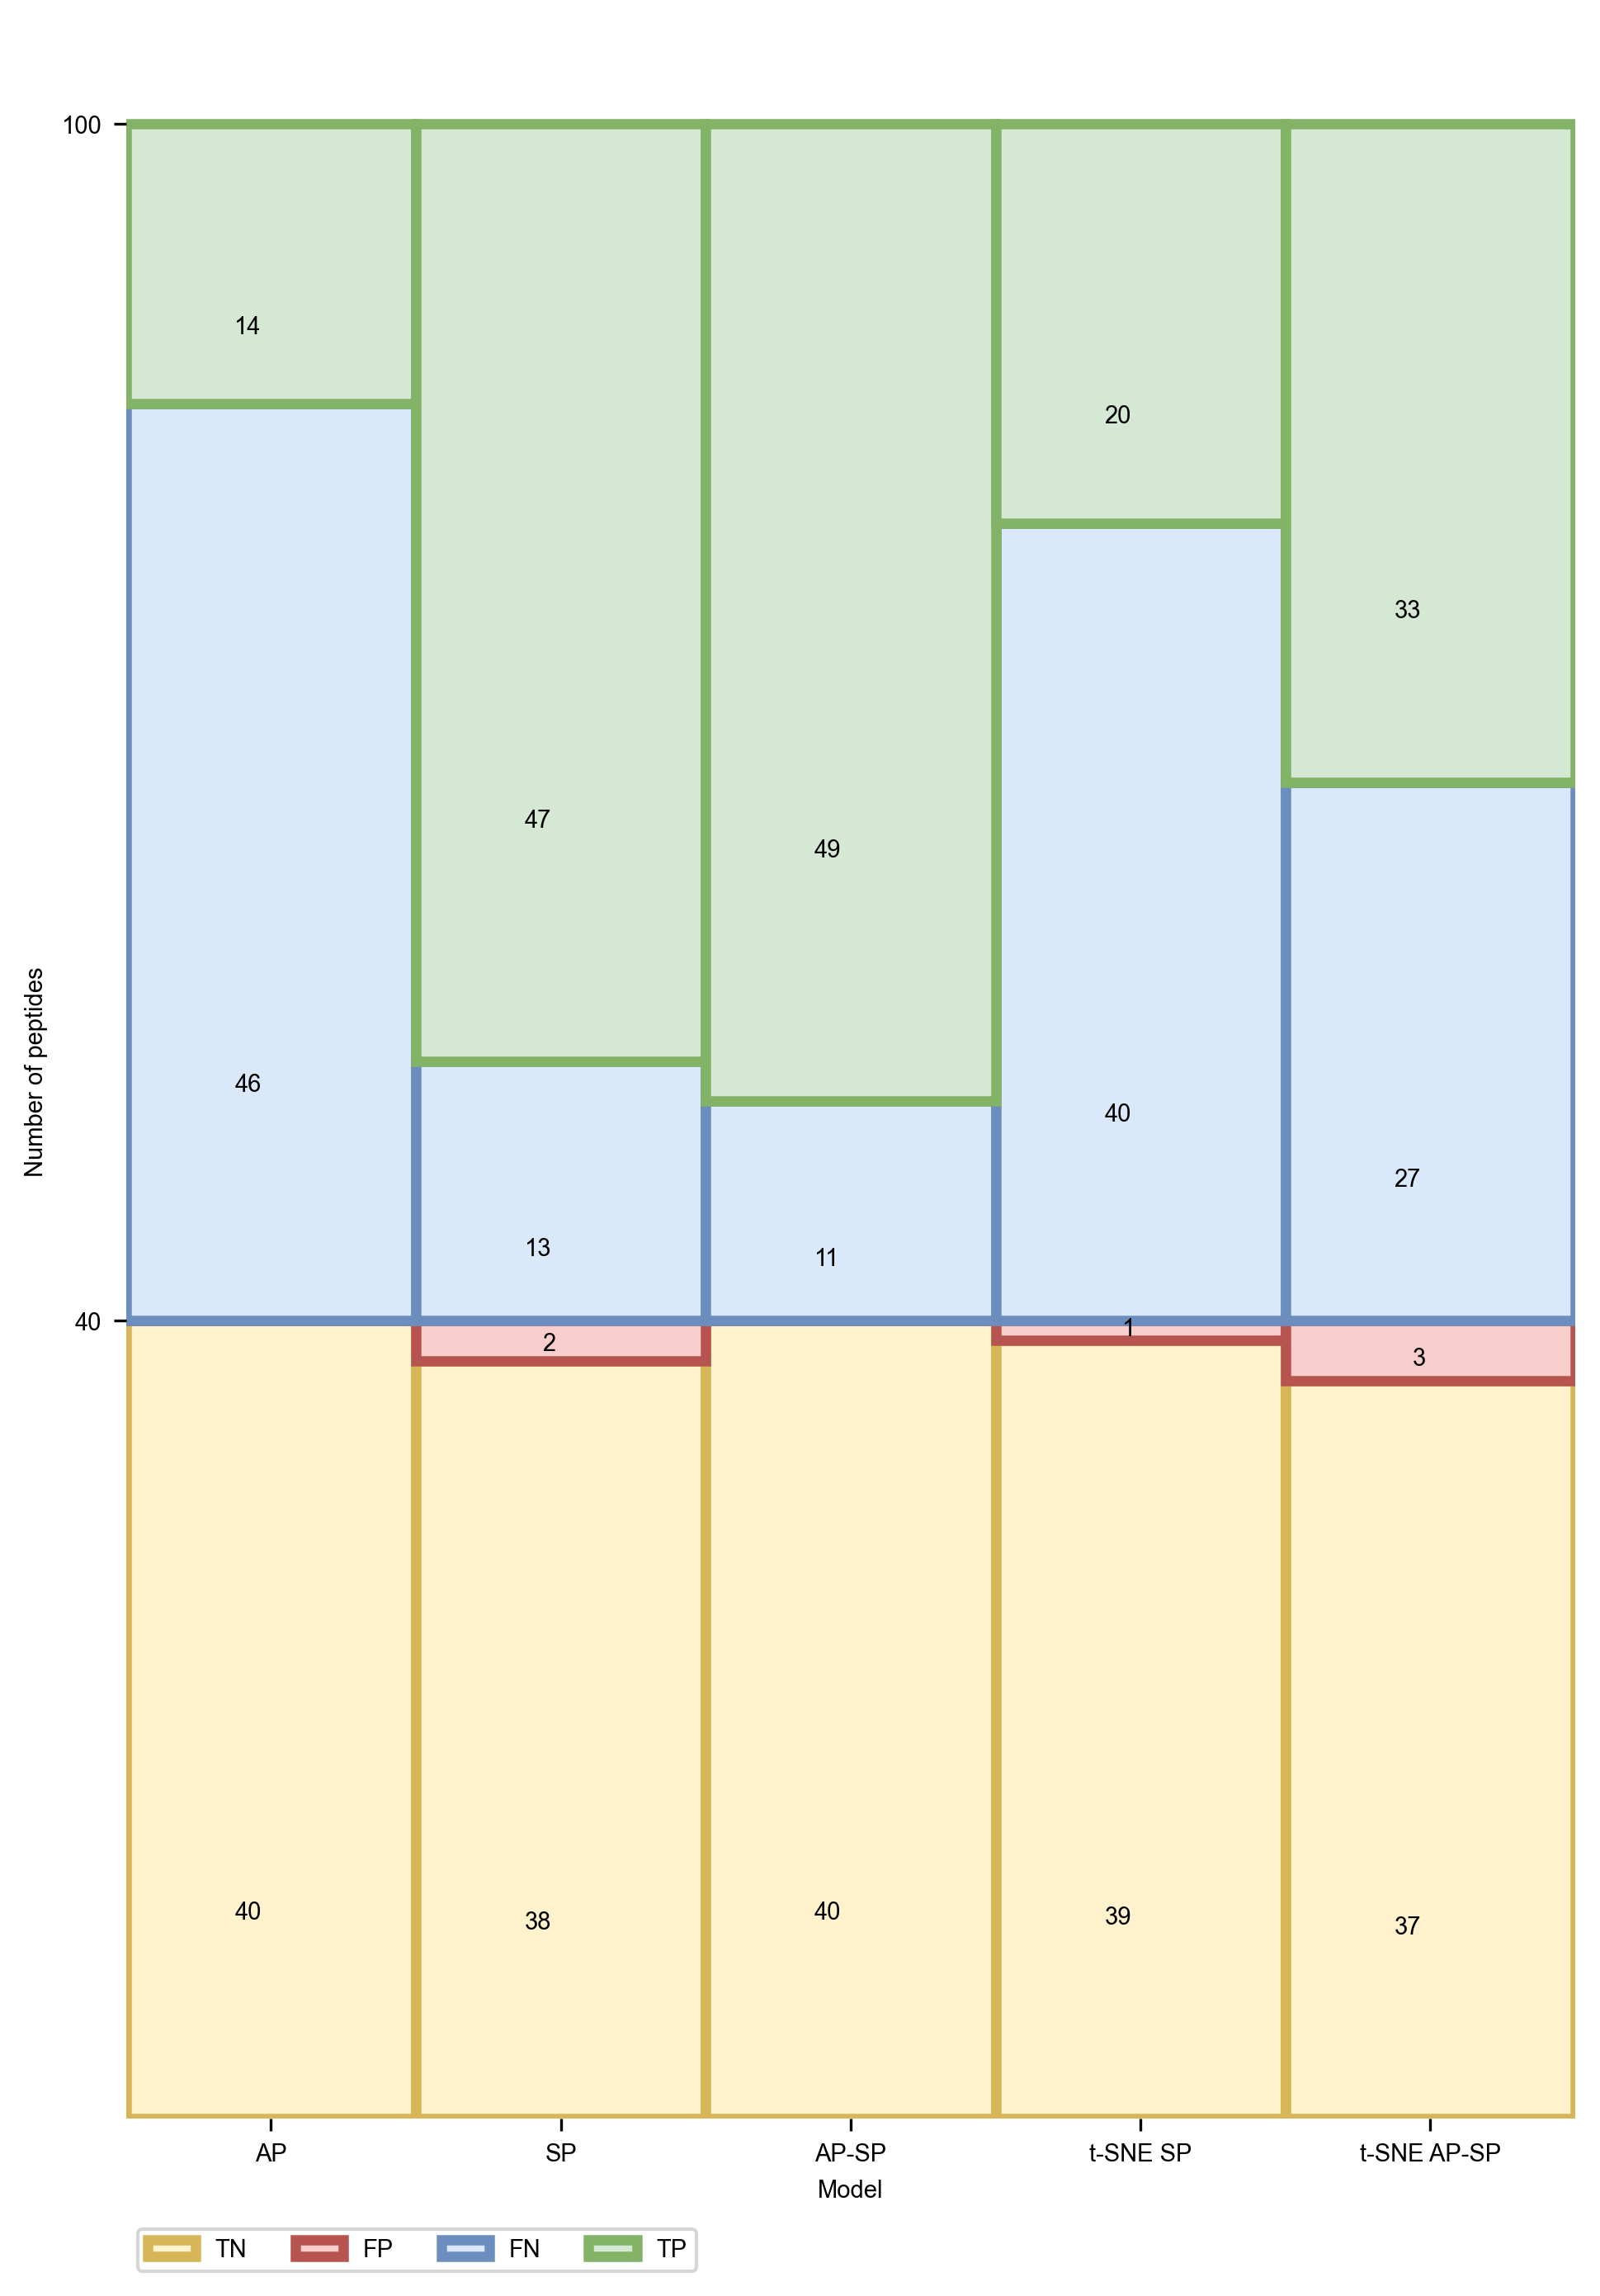 100
14
20
33
47
49
46
40
27
Number of peptides
13
11
40
2
1
3
40
38
40
39
37
AP
SP
AP-SP
t-SNE SP
t-SNE AP-SP
Model
TN
FP
FN
TP